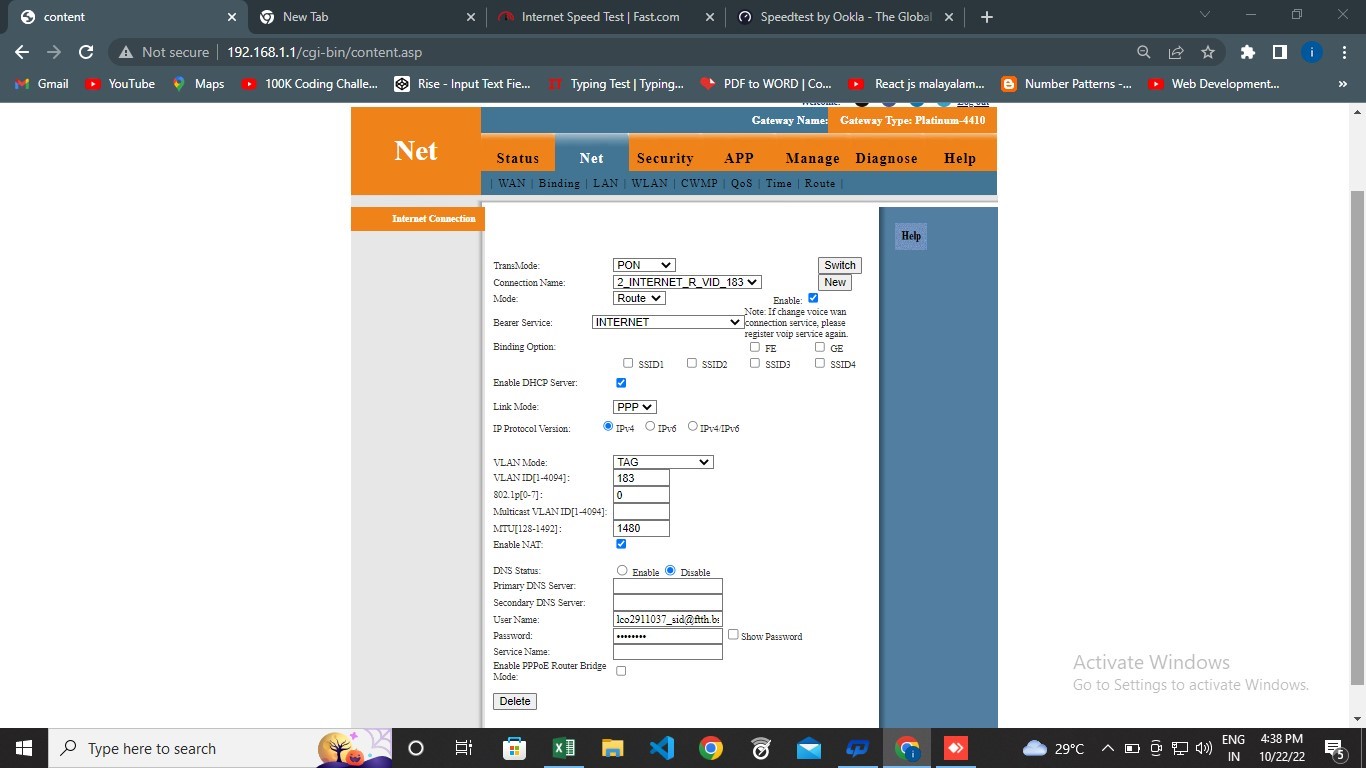 content
New Tab
Internet Speed Test | Fast.com
Speedtest by Ookla - The Global
Not secure
192.168.1.1/cgi-bin/content.asp
Gmail
YouTube
Maps
100K Coding Challe...
Rise - Input Text Fie...
Typing Test | Typing...
PDF to WORD | Co...
React js malayalam...
Number Patterns -...
Web Development...
»
Welcome:
Log out
Gateway Name:
Gateway Type: Platinum-4410
Net
Status
Net
Security
APP
Manage
Diagnose
Help
| WAN | Binding | LAN | WLAN | CWMP | QoS | Time | Route |
Internet Connection
Help
TransMode:
PON
Switch
Connection Name:
2_INTERNET_R_VID_183
New
Mode:
Route
Enable:
Bearer Service:
INTERNET
Note: If change voice wan
connection service, please
register voip service again.
Binding Option:
FE
GE
SSID1
SSID2
SSID3
SSID4
Enable DHCP Server:
Link Mode:
PPP
IP Protocol Version:
IPv4
IPv6
IPv4/IPv6
VLAN Mode:
TAG
VLAN ID[1-4094]:
183
802.1p[0-7]:
0
Multicast VLAN ID[1-4094]:
MTU[128-1492]:
1480
Enable NAT:
DNS Status:
Enable
Disable
Primary DNS Server:
Secondary DNS Server:
User Name:
lco2911037_sid@ftth.bs
Password:
••••••••
Show Password
Service Name:
Enable PPPoE Router Bridge
Mode:
Delete
Activate Windows
Go to Settings to activate Windows.
Type here to search
29°C
ENG
IN
4:38 PM
10/22/22
5